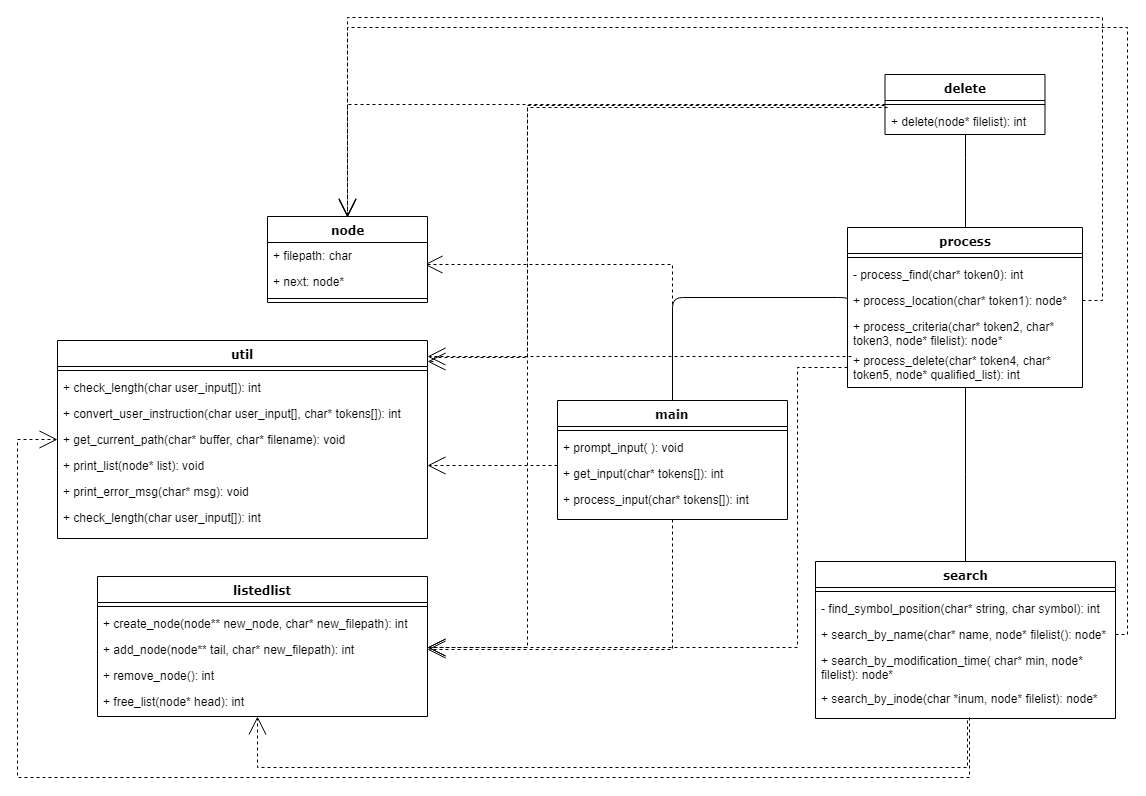 delete
+ delete(node* filelist): int
node
+ filepath: char
+ next: node*
process
- process_find(char* token0): int
+ process_location(char* token1): node*
+ process_criteria(char* token2, char*
token3, node* filelist): node*
+ process_delete(char* token4, char*
token5, node* qualified_list): int
util
+ check_length(char user_input[]): int
+ convert_user_instruction(char user_input[], char* tokens[]): int
+ get_current_path(char* buffer, char* filename): void
+ print_list(node* list): void
+ print_error_msg(char* msg): void
+ check_length(char user_input[]): int
main
+ prompt_input( ): void
+ get_input(char* tokens[]): int
+ process_input(char* tokens[]): int
listedlist
+ create_node(node** new_node, char* new_filepath): int
+ add_node(node** tail, char* new_filepath): int
+ remove_node(): int
+ free_list(node* head): int
search
- find_symbol_position(char* string, char symbol): int
+ search_by_name(char* name, node* filelist(): node*
+ search_by_modification_time( char* min, node*
filelist): node*
+ search_by_inode(char *inum, node* filelist): node*